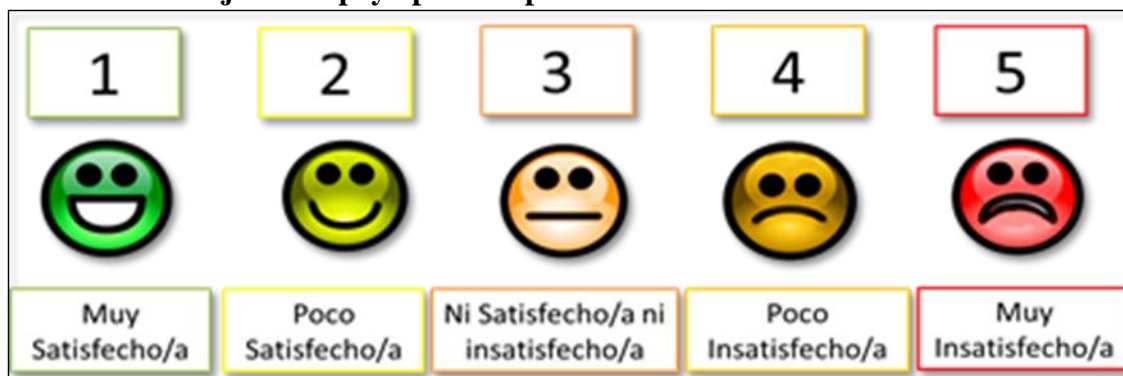 1
2
3
4
5
Muy
Satisfecho/a
Poco
Satisfecho/a
Ni Satisfecho/a ni
insatisfecho/a
Poco
Insatisfecho/a
Muy
Insatisfecho/a